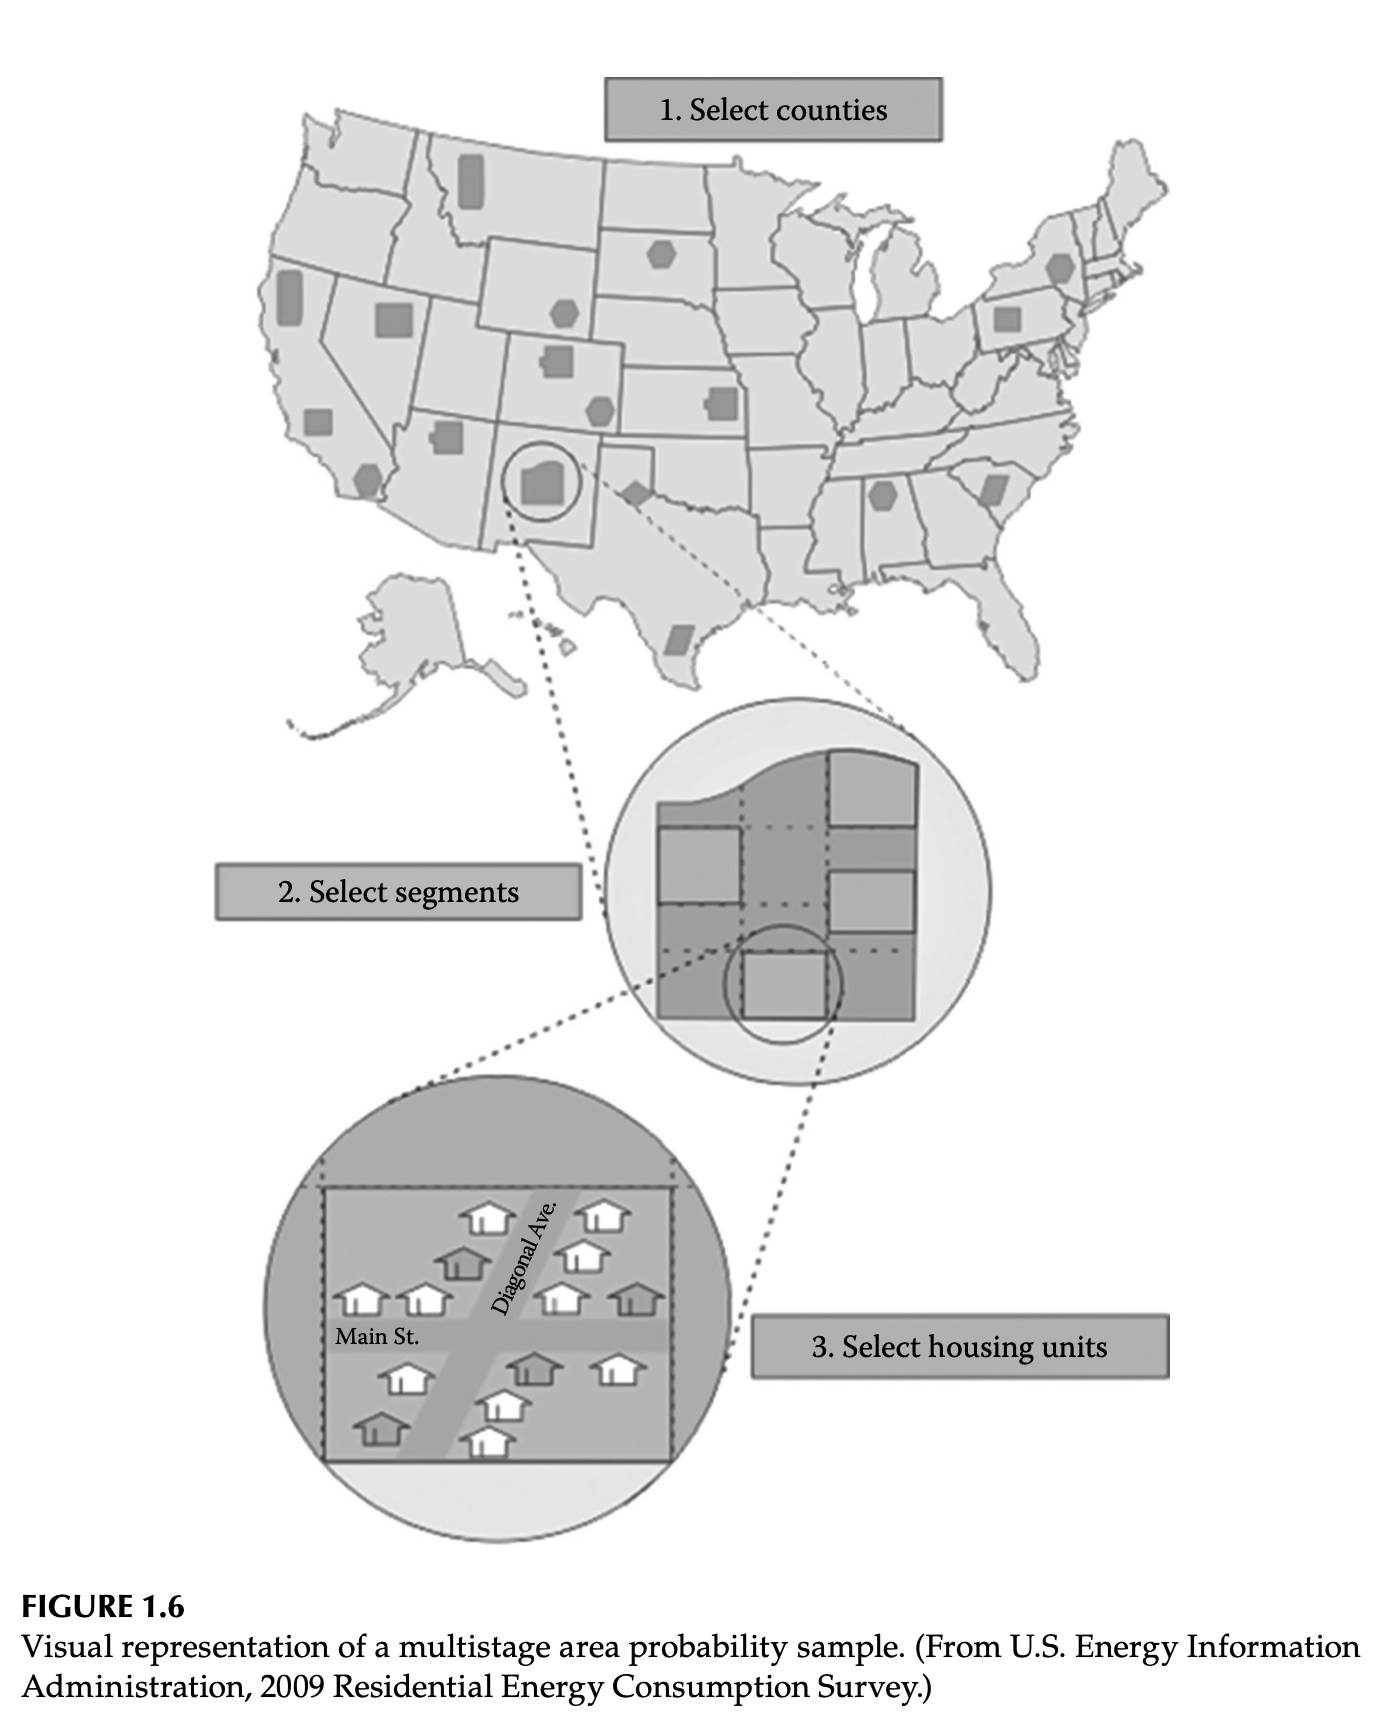 1. Select counties
2. Select segments
Diagonal Ave.
Main St.
3. Select housing units
FIGURE 1.6
Visual representation of a multistage area probability sample. (From U.S. Energy Information
Administration, 2009 Residential Energy Consumption Survey.)